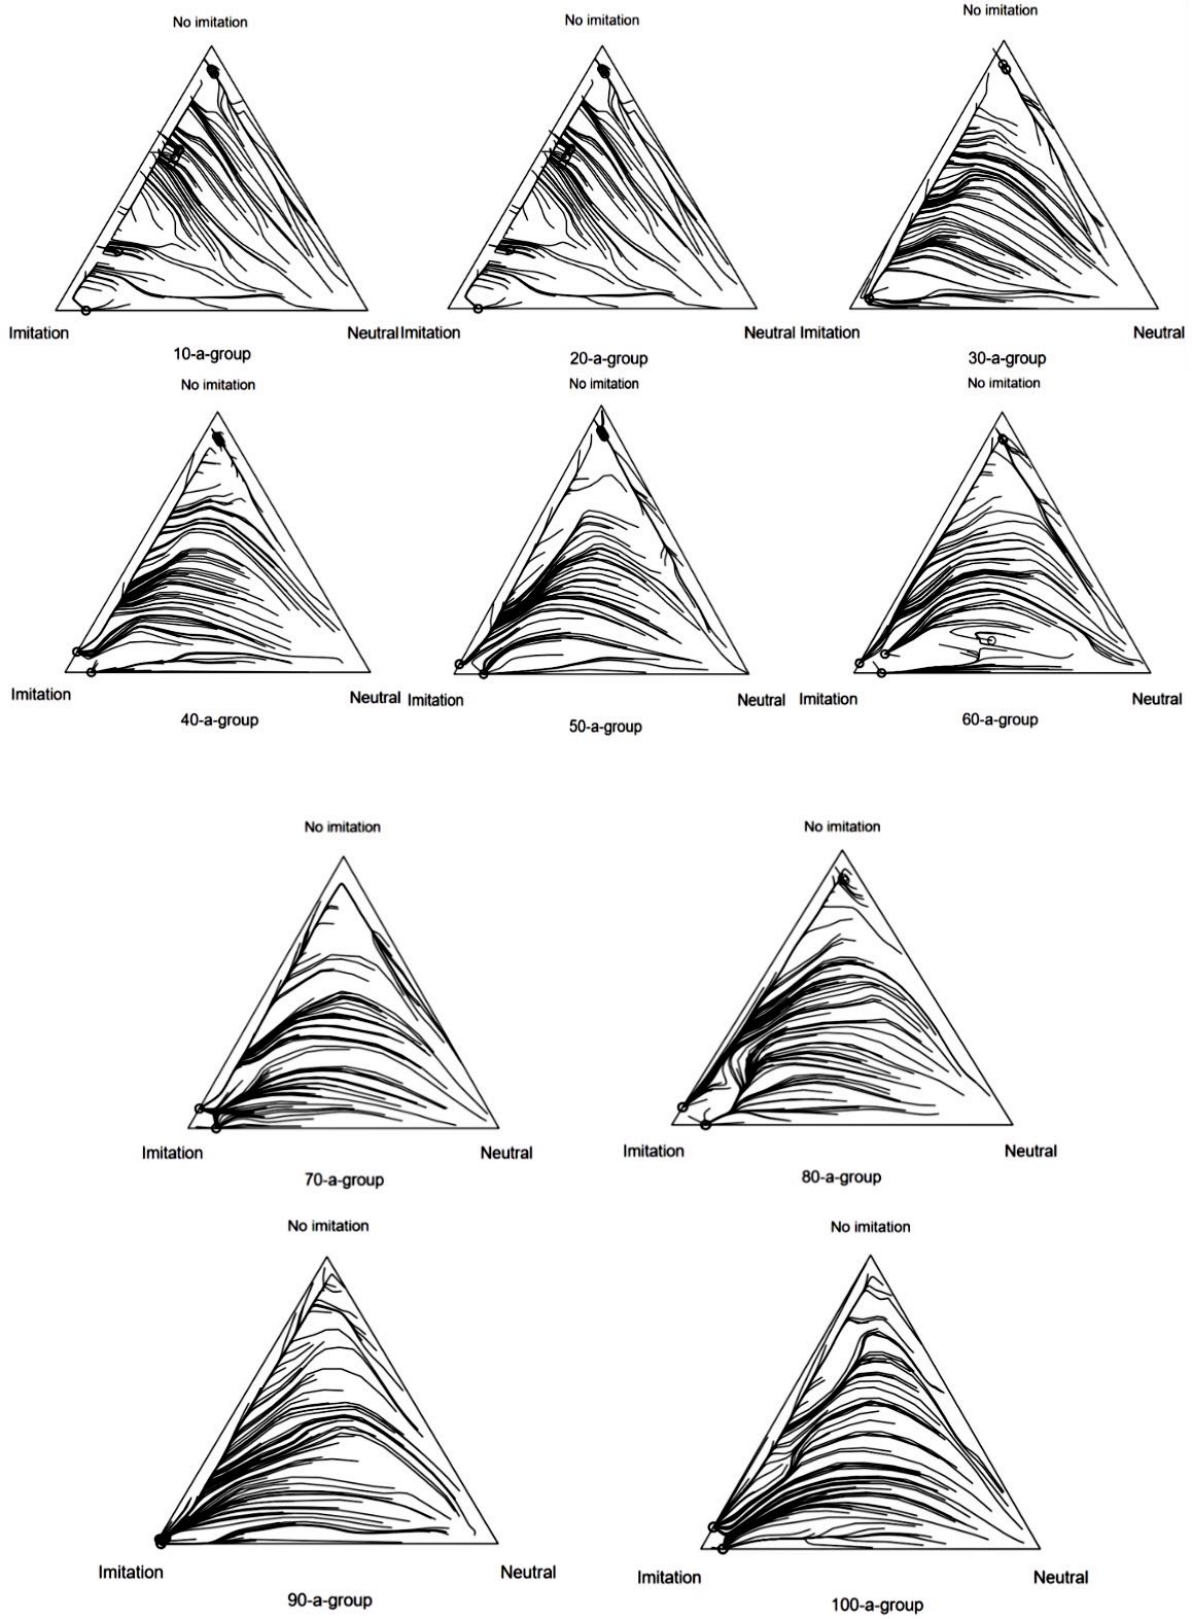 No imitation
No imitation
No imitation
Imitation
Neutral
Imitation
Neutral
Imitation
Neutral
10-a-group
20-a-group
30-a-group
No imitation
No imitation
No imitation
Imitation
Neutral
Imitation
Neutral
Imitation
Neutral
40-a-group
50-a-group
60-a-group
No imitation
No imitation
Imitation
Neutral
Imitation
Neutral
70-a-group
80-a-group
No imitation
No imitation
Imitation
Neutral
Imitation
Neutral
90-a-group
100-a-group